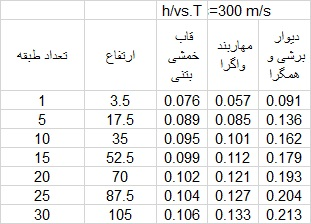 h/vs.T :=300 m/s
تعداد طبقه ارتفاع قاب خمشی بتنی مهاربند واگرا دیوار برشی و همگرا
1 3.5 0.076 0.057 0.091
5 17.5 0.089 0.085 0.136
10 35 0.095 0.101 0.162
15 52.5 0.099 0.112 0.179
20 70 0.102 0.121 0.193
25 87.5 0.104 0.127 0.204
30 105 0.106 0.133 0.213